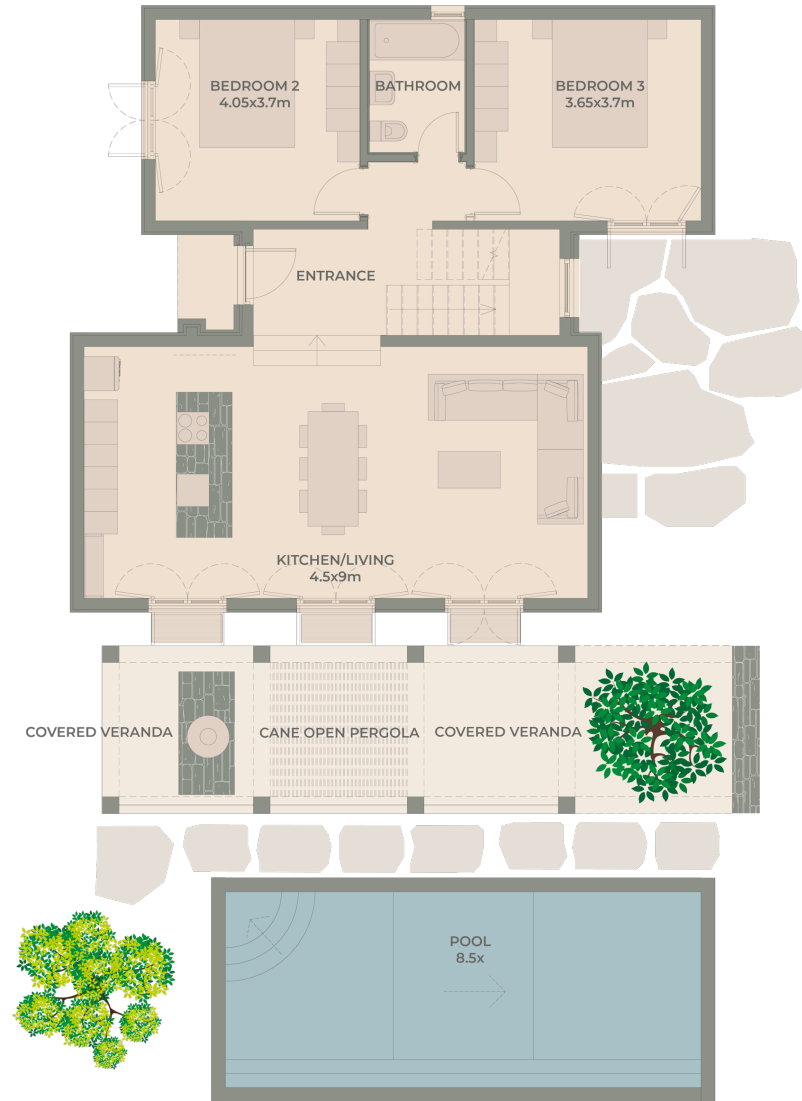 BEDROOM 2
4.05x3.7m
BATHROOM
BEDROOM 3
3.65x3.7m
ENTRANCE
KITCHEN/LIVING
4.5x9m
COVERED VERANDA
CANE OPEN PERGOLA
COVERED VERANDA
POOL
8.5x